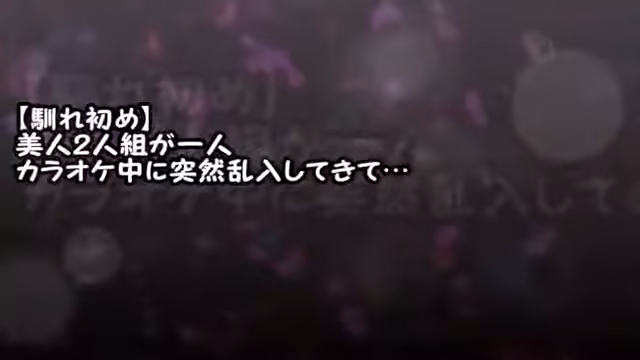 【馴れ初め】
美人2人組が一人
カラオケ中に突然乱入してきて…